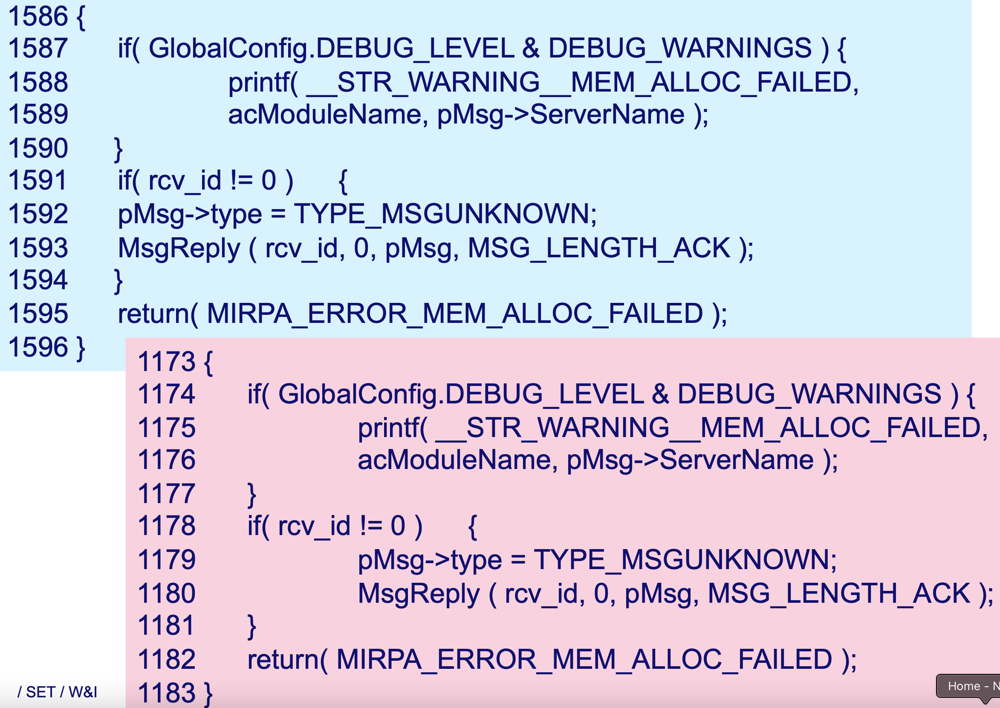 1586 {
1587 if( GlobalConfig.DEBUG_LEVEL & DEBUG_WARNINGS ) {
1588 printf( __STR_WARNING__MEM_ALLOC_FAILED,
1589 acModuleName, pMsg->ServerName );
1590 }
1591 if( rcv_id != 0 ) {
1592 pMsg->type = TYPE_MSGUNKNOWN;
1593 MsgReply ( rcv_id, 0, pMsg, MSG_LENGTH_ACK );
1594 }
1595 return( MIRPA_ERROR_MEM_ALLOC_FAILED );
1596 }
1173 {
1174 if( GlobalConfig.DEBUG_LEVEL & DEBUG_WARNINGS ) {
1175 printf( __STR_WARNING__MEM_ALLOC_FAILED,
1176 acModuleName, pMsg->ServerName );
1177 }
1178 if( rcv_id != 0 ) {
1179 pMsg->type = TYPE_MSGUNKNOWN;
1180 MsgReply ( rcv_id, 0, pMsg, MSG_LENGTH_ACK );
1181 }
1182 return( MIRPA_ERROR_MEM_ALLOC_FAILED );
1183 }
/ SET / W&I
Home -